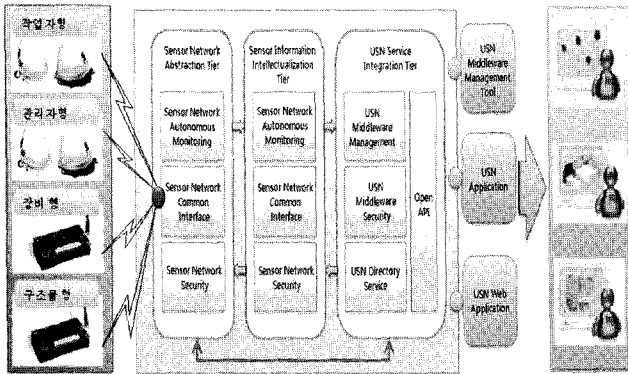 작업자형
관리자형
장비형
구조물형
Sensor Network
Abstraction Tier
Sensor Network
Autonomous
Monitoring
Sensor Network
Common
Interface
Sensor Network
Security
Sensor Information
Intellectualization
Tier
Sensor Network
Autonomous
Monitoring
Sensor Network
Common
Interface
Sensor Network
Security
USN Service
Integration Tier
USN
Middleware
Management
USN
Middleware
Security
USN Directory
Service
Open
API
USN
Middleware
Management
Tool
USN
Application
USN Web
Application